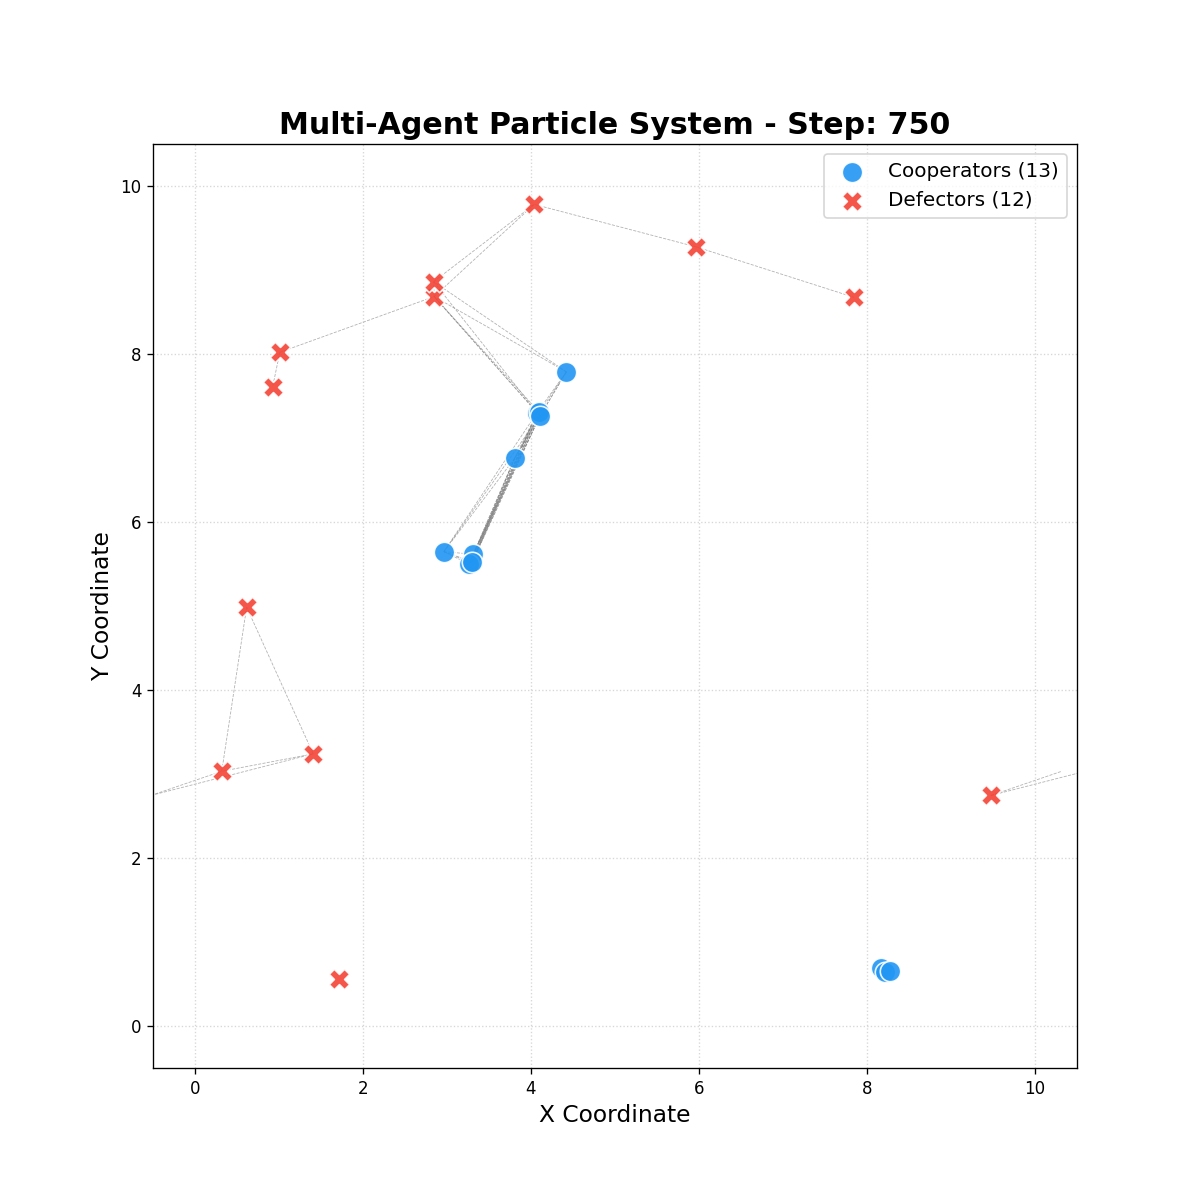 Multi-Agent Particle System - Step: 750
Cooperators (13)
Defectors (12)
10
8
6
4
2
0
Y Coordinate
0 2 4 6 8 10
X Coordinate